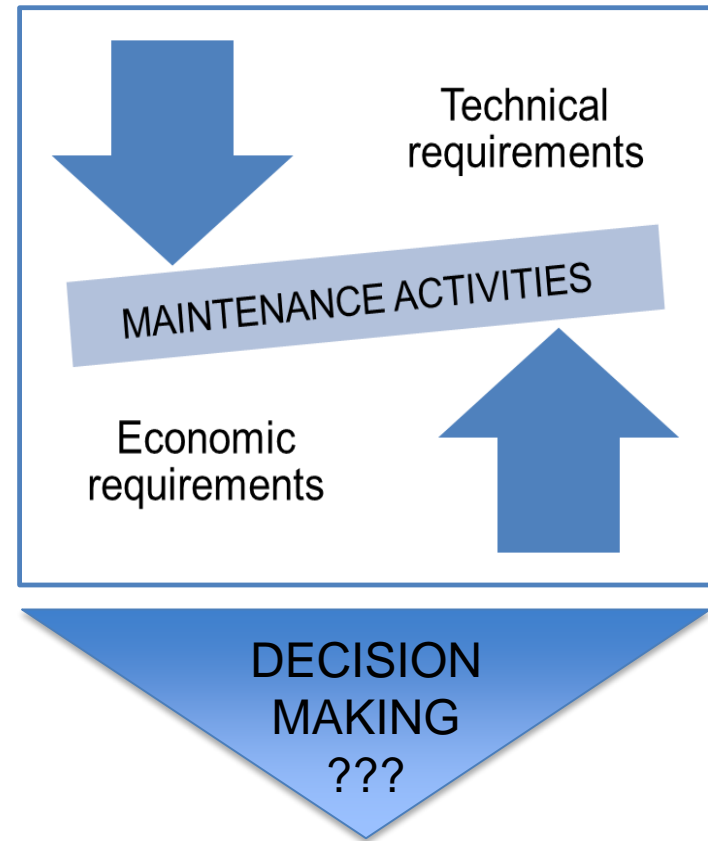 Technical
requirements
MAINTENANCE ACTIVITIES
Economic
requirements
DECISION
MAKING
???